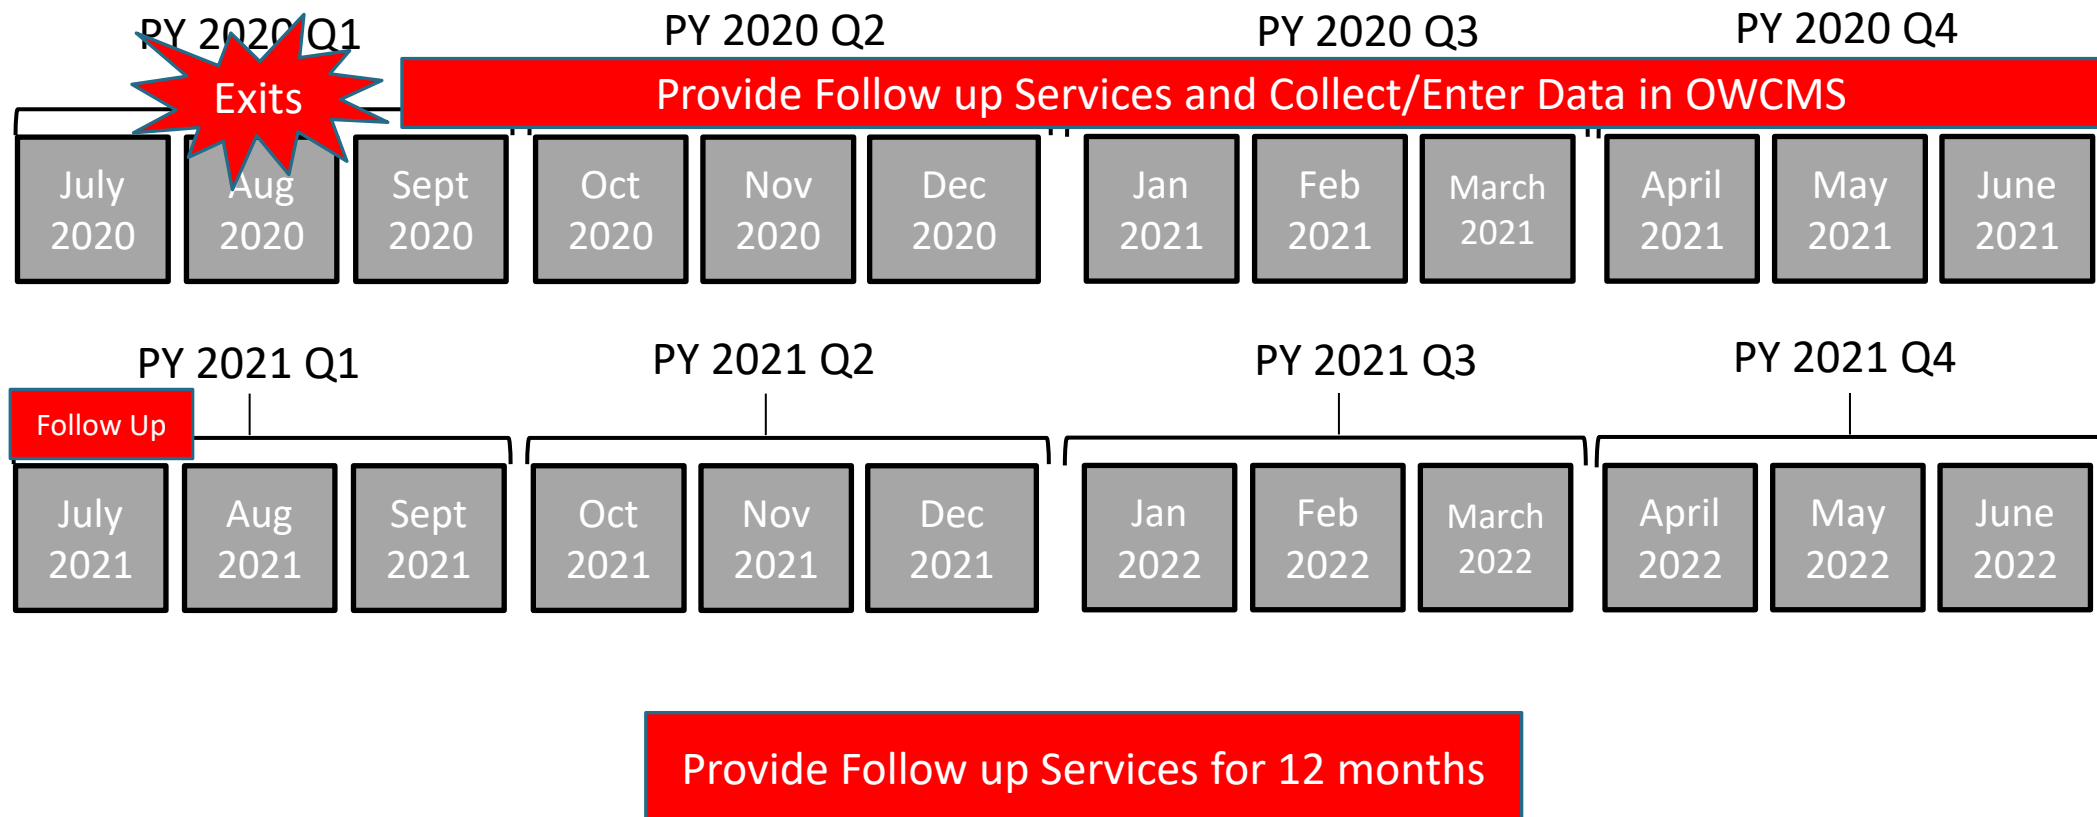 PY 2020 Q1
PY 2020 Q2
PY 2020 Q3
PY 2020 Q4
Exits
Provide Follow up Services and Collect/Enter Data in OWCMS
July
2020
Aug
2020
Sept
2020
Oct
2020
Nov
2020
Dec
2020
Jan
2021
Feb
2021
March
2021
April
2021
May
2021
June
2021
PY 2021 Q1
PY 2021 Q2
PY 2021 Q3
PY 2021 Q4
Follow Up
July
2021
Aug
2021
Sept
2021
Oct
2021
Nov
2021
Dec
2021
Jan
2022
Feb
2022
March
2022
April
2022
May
2022
June
2022
Provide Follow up Services for 12 months